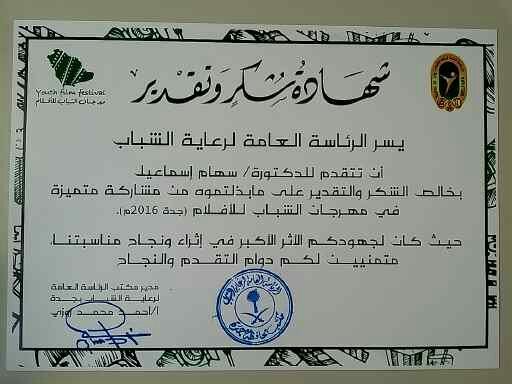 شهادة شكر وتقدير
Youth film festival
مهرجان الشباب للأفلام
يسر الرئاسة العامة لرعاية الشباب
أن تتقدم للدكتورة/ سهام إسماعيل
بخالص الشكر والتقدير على مابذلتموه من مشاركة متميزة
في مهرجان الشباب للأفلام (جدة 2016م).
حيث كان لجهودكم الأثر الأكبر في إثراء ونجاح مناسبتنا،
متمنيين لكم دوام التقدم والنجاح
مدير مكتب الرئاسة العامة
لرعاية الشباب بجدة
أ/أحمد محمد روزي